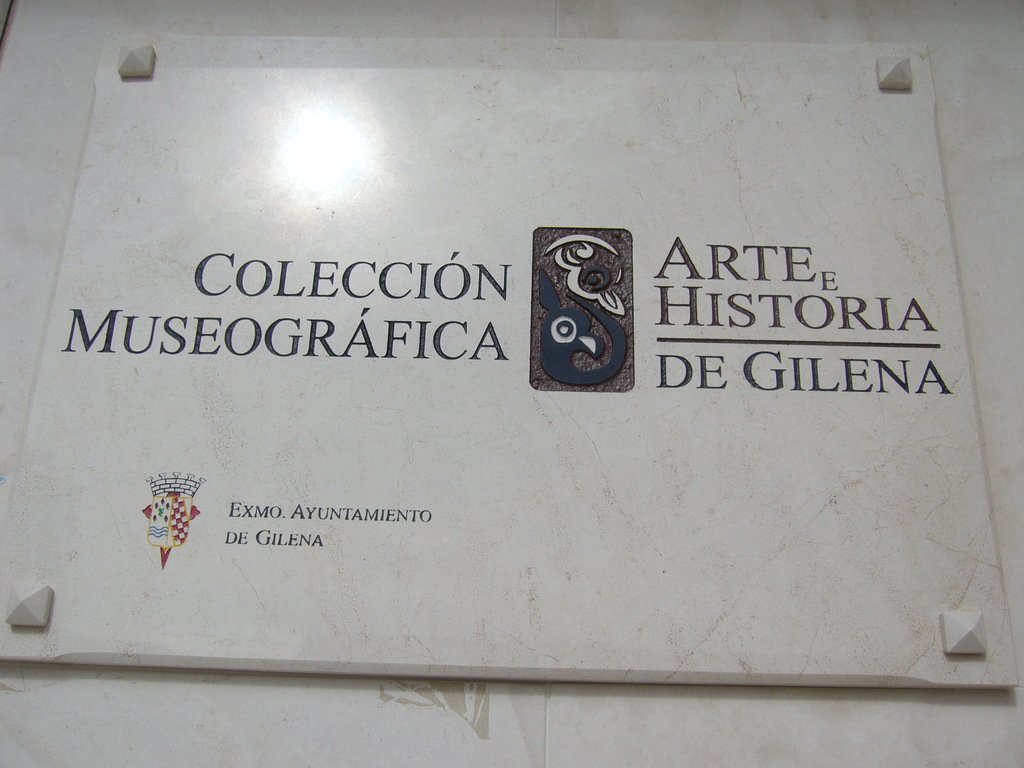 COLECCIÓN
MUSEOGRÁFICA
ARTE E
HISTORIA
DE GILENA
EXMO. AYUNTAMIENTO
DE GILENA